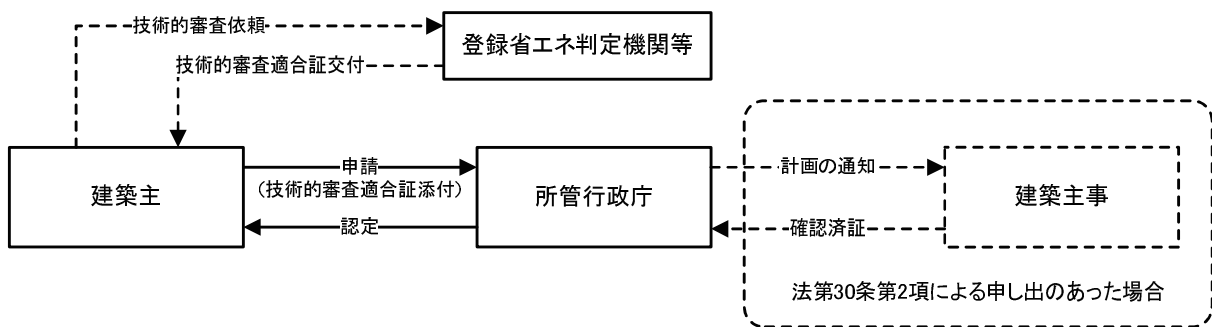 技術的審査依頼
登録省エネ判定機関等
技術的審査適合証交付
建築主
申請
（技術的審査適合証添付）
認定
所管行政庁
計画の通知
確認済証
建築主事
法第30条第2項による申し出のあった場合